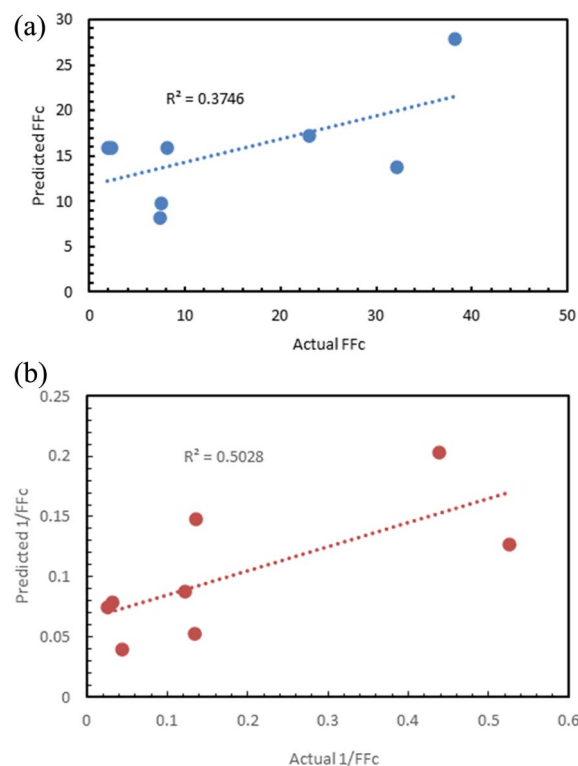 (a)
30
25
20
15
10
5
0
R² = 0.3746
Predicted FFc
0 10 20 30 40 50
Actual FFc
(b)
0.25
0.2
0.15
0.1
0.05
0
R² = 0.5028
Predicted 1/FFc
0 0.1 0.2 0.3 0.4 0.5 0.6
Actual 1/FFc